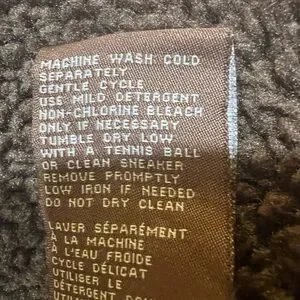 MACHINE WASH COLD
SEPARATELY
GENTLE CYCLE
USE MILD DETERGENT
NON-CHLORINE BLEACH
ONLY IF NECESSARY
TUMBLE DRY LOW
WITH A TENNIS BALL
OR CLEAN SNEAKER
REMOVE PROMPTLY
LOW IRON IF NEEDED
DO NOT DRY CLEAN
LAVER SÉPARÉMENT
À LA MACHINE
À L'EAU FROIDE
CYCLE DÉLICAT
UTILISER LE
DÉTERGENT